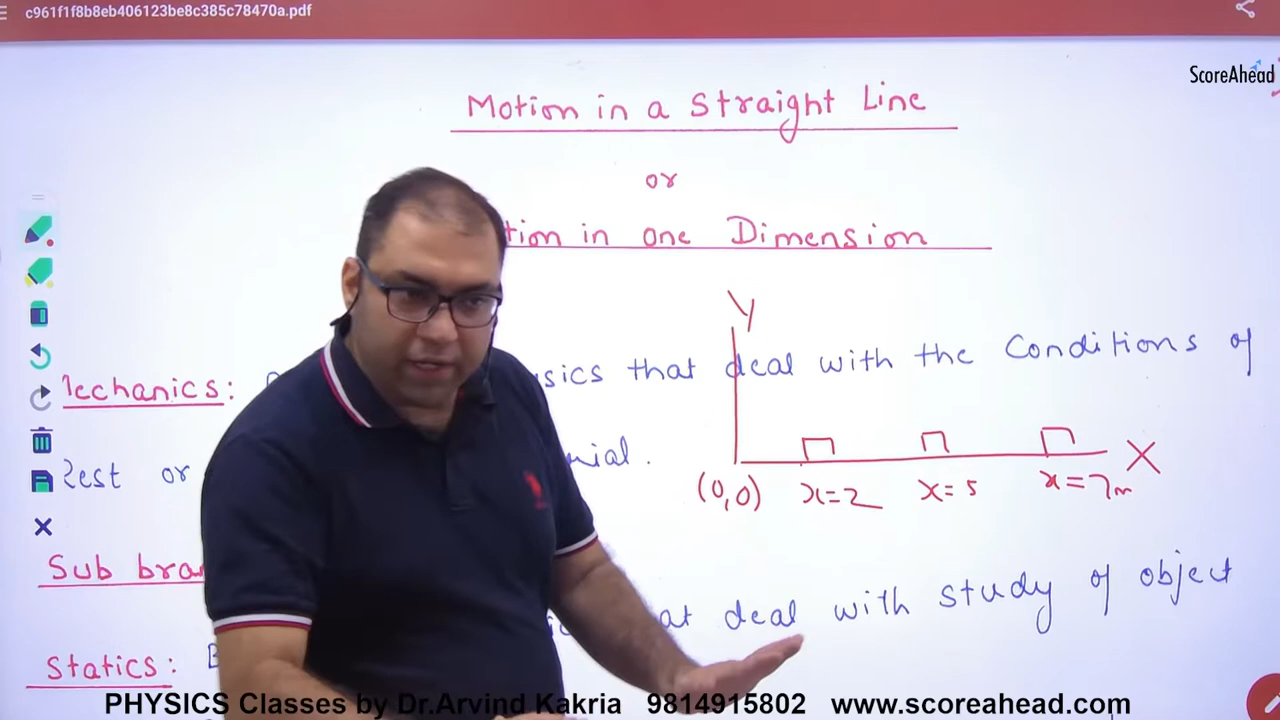 c961f1f8b8eb406123be8c385c78470a.pdf
ScoreAhead
Motion in a Straight Line
or
tion in one Dimension
Y
Mechanics: sics that deal with the Conditions of
Rest or rial.
X
(0,0) x=2 x=5 x=7m
Sub bra
at deal with study of object
Statics: B
PHYSICS Classes by Dr.Arvind Kakria 9814915802 www.scoreahead.com